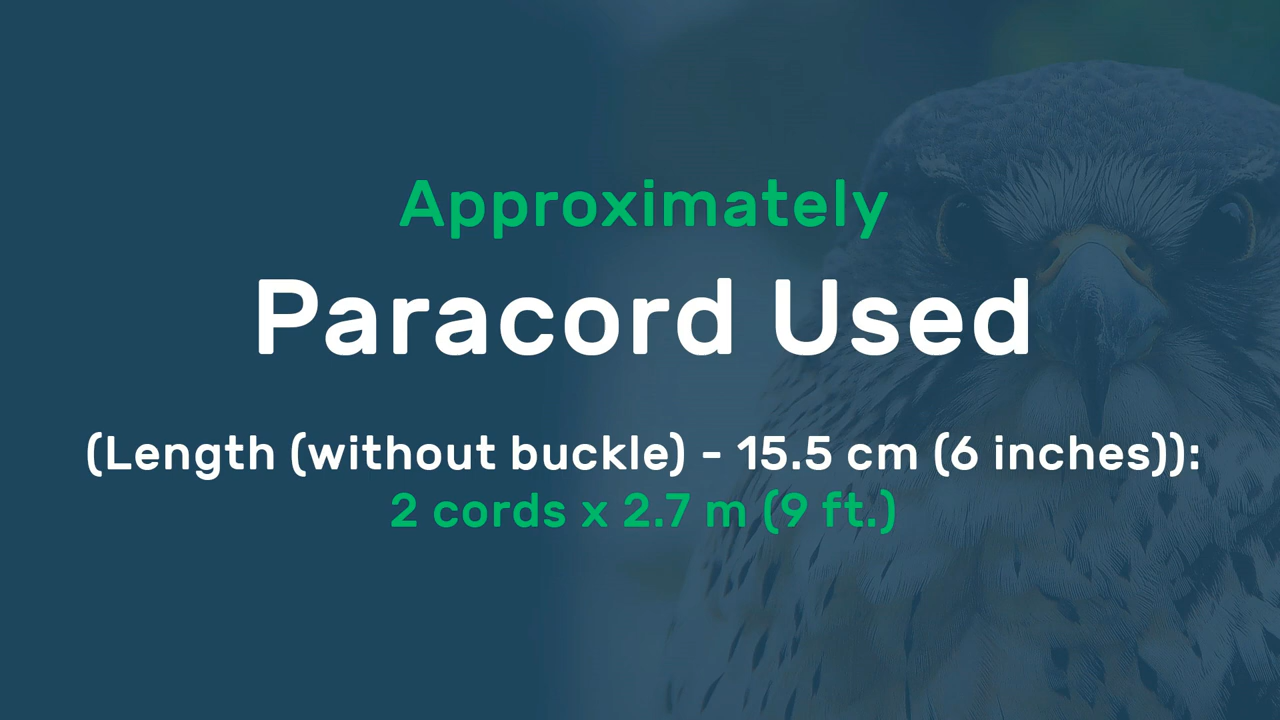 Approximately
Paracord Used
(Length (without buckle) - 15.5 cm (6 inches)):
2 cords x 2.7 m (9 ft.)